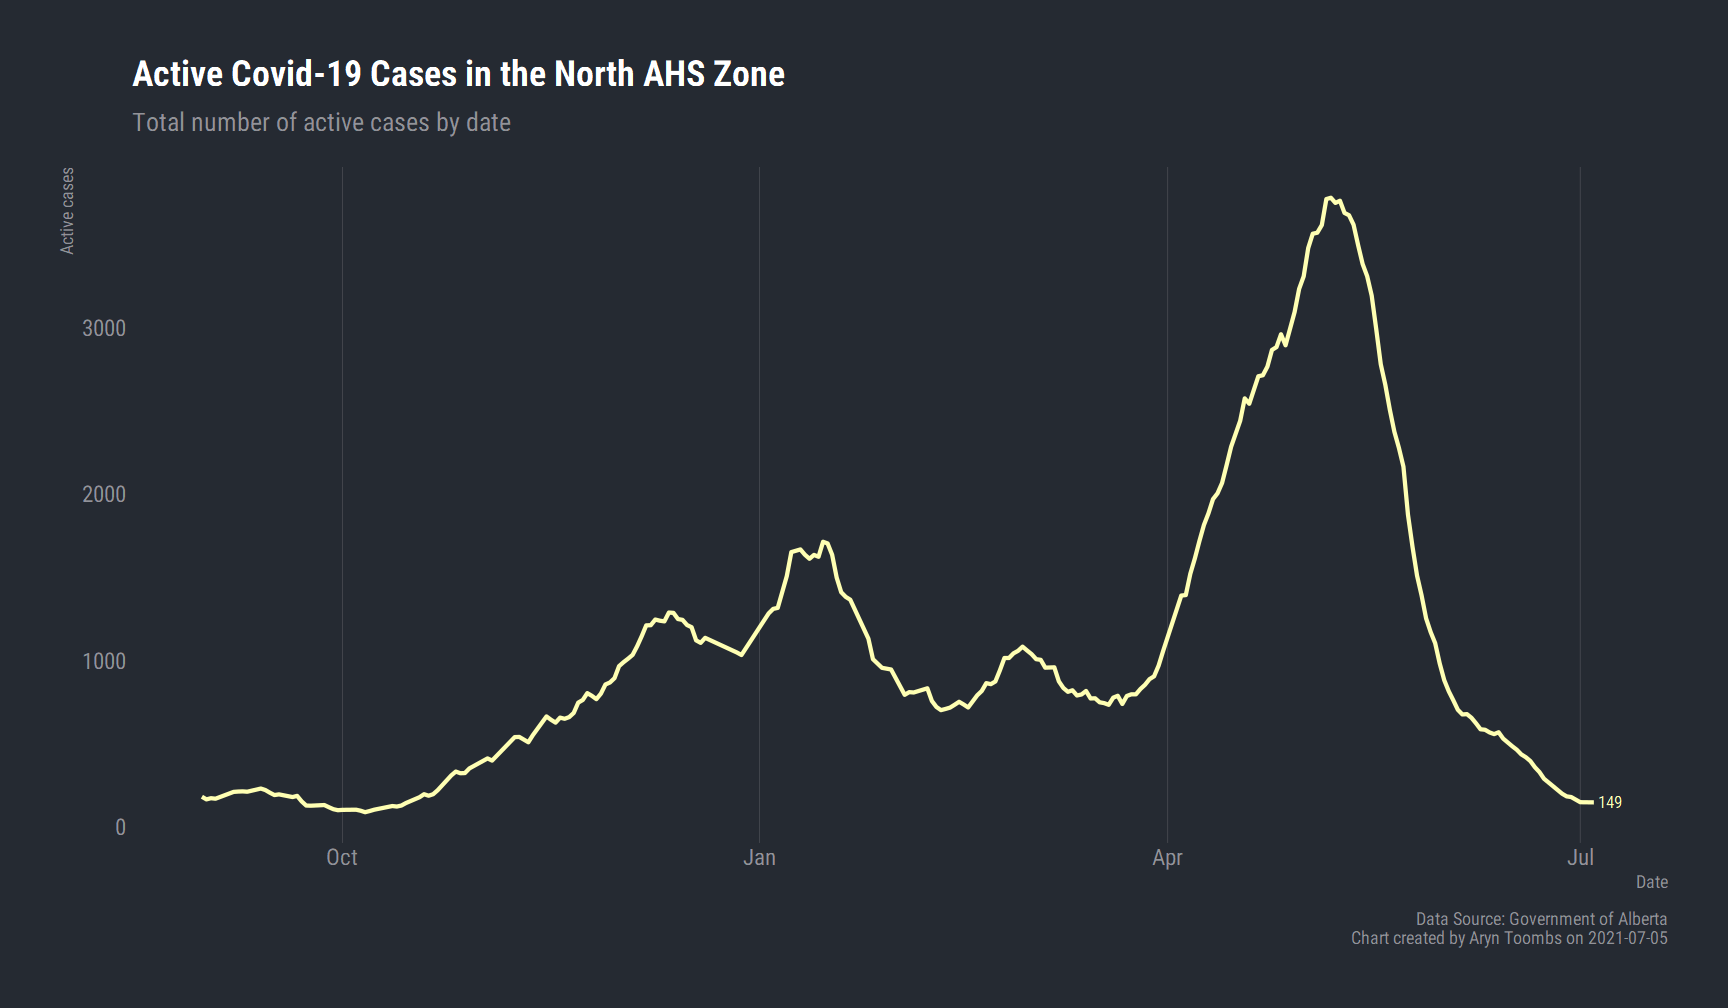 Active Covid-19 Cases in the North AHS Zone
Total number of active cases by date
Active cases
3000
2000
1000
0
149
Oct
Jan
Apr
Jul
Date
Data Source: Government of Alberta
Chart created by Aryn Toombs on 2021-07-05